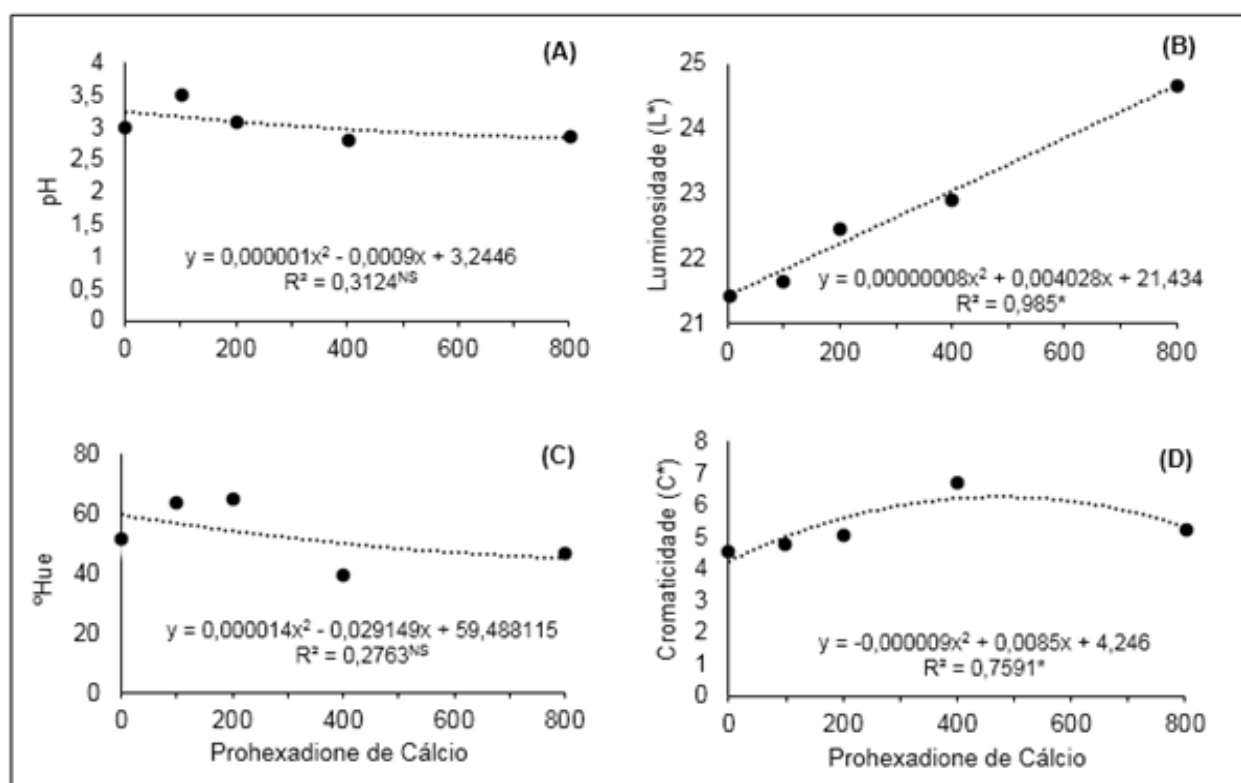 (A)
pH
4
3,5
3
2,5
2
1,5
1
0,5
0
y = 0,000001x² - 0,0009x + 3,2446
R² = 0,3124ᴺˢ
0 200 400 600 800
(B)
Luminosidade (L*)
25
24
23
22
21
y = 0,00000008x² + 0,004028x + 21,434
R² = 0,985*
0 200 400 600 800
(C)
ºHue
80
60
40
20
0
y = 0,000014x² - 0,029149x + 59,488115
R² = 0,2763ᴺˢ
0 200 400 600 800
Prohexadione de Cálcio
(D)
Cromaticidade (C*)
8
7
6
5
4
3
2
1
0
y = -0,000009x² + 0,0085x + 4,246
R² = 0,7591*
0 200 400 600 800
Prohexadione de Cálcio